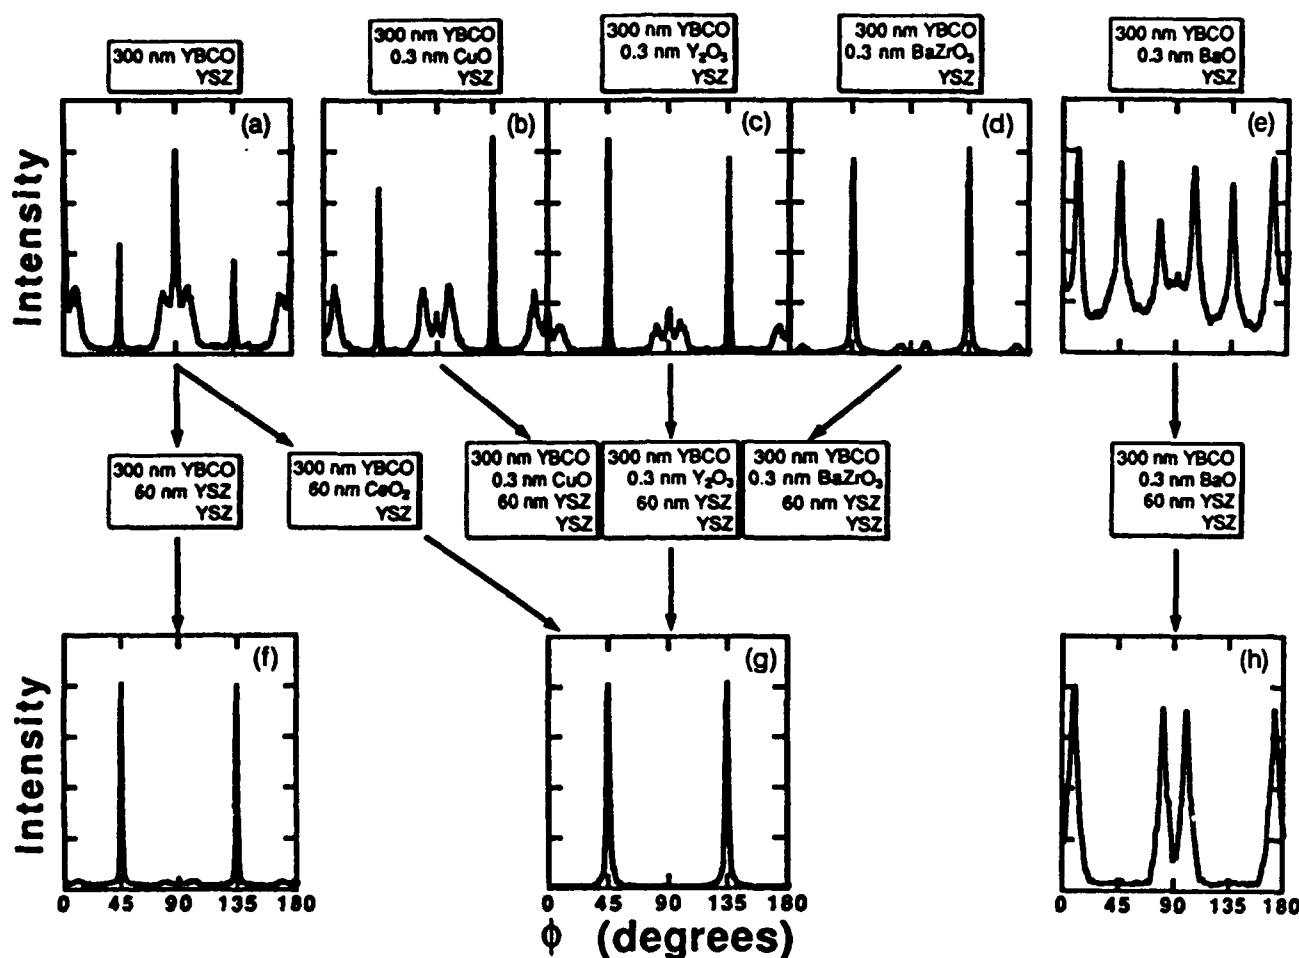 300 nm YBCO
YSZ
300 nm YBCO
0.3 nm CuO
YSZ
300 nm YBCO
0.3 nm Y₂O₃
YSZ
300 nm YBCO
0.3 nm BaZrO₃
YSZ
300 nm YBCO
0.3 nm BaO
YSZ
Intensity
(a)
(b)
(c)
(d)
(e)
300 nm YBCO
60 nm YSZ
YSZ
300 nm YBCO
60 nm CeO₂
YSZ
300 nm YBCO
0.3 nm CuO
60 nm YSZ
YSZ
300 nm YBCO
0.3 nm Y₂O₃
60 nm YSZ
YSZ
300 nm YBCO
0.3 nm BaZrO₃
60 nm YSZ
YSZ
300 nm YBCO
0.3 nm BaO
60 nm YSZ
YSZ
Intensity
(f)
(g)
(h)
0 45 90 135 180
0 45 90 135 180
0 45 90 135 180
ϕ (degrees)